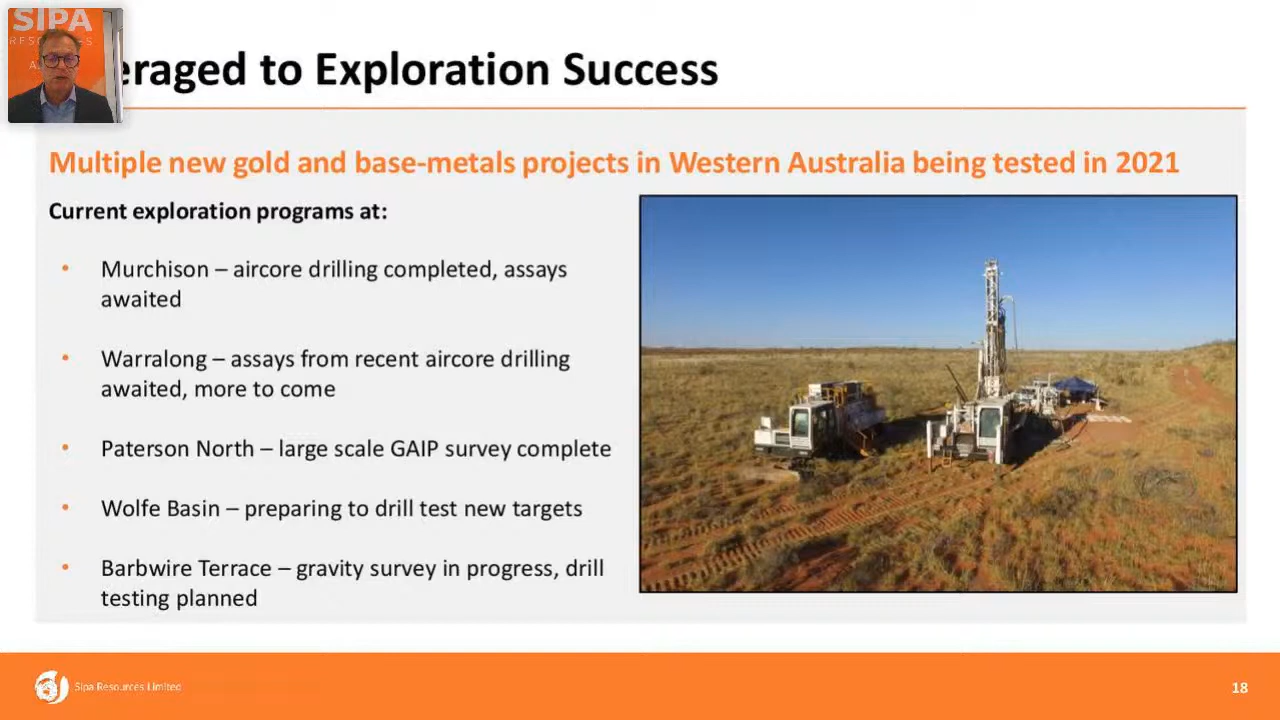 SIPA
RESOURCES
eraged to Exploration Success
Multiple new gold and base-metals projects in Western Australia being tested in 2021
Current exploration programs at:
• Murchison – aircore drilling completed, assays
awaited
• Warralong – assays from recent aircore drilling
awaited, more to come
• Paterson North – large scale GAIP survey complete
• Wolfe Basin – preparing to drill test new targets
• Barbwire Terrace – gravity survey in progress, drill
testing planned
Sipa Resources Limited
18